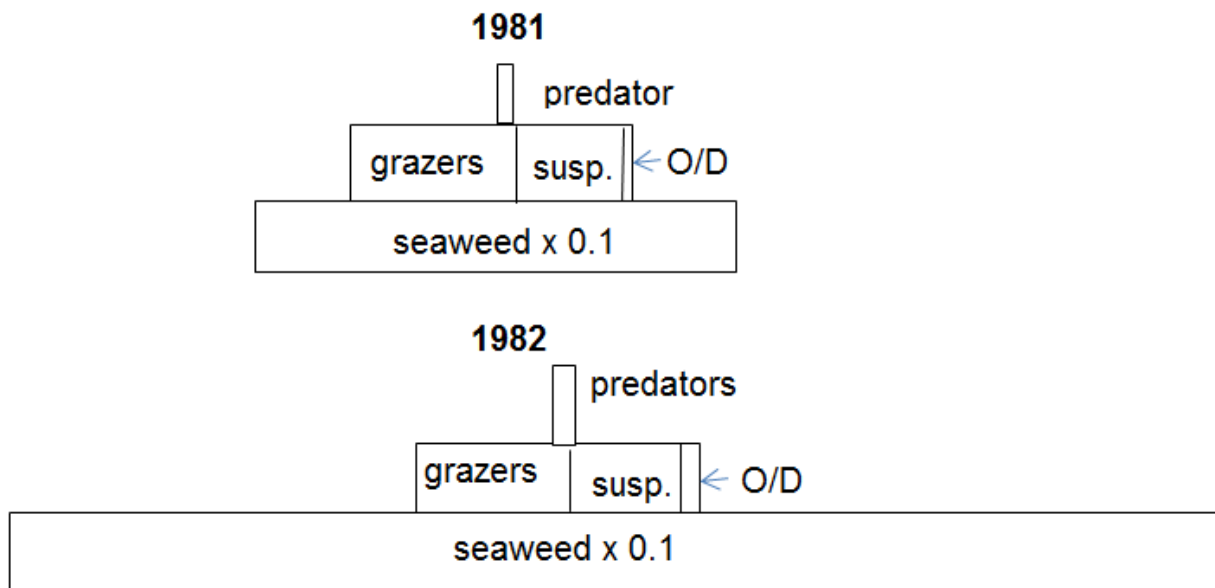 1981
predator
grazers
susp.
O/D
seaweed x 0.1
1982
predators
grazers
susp.
O/D
seaweed x 0.1